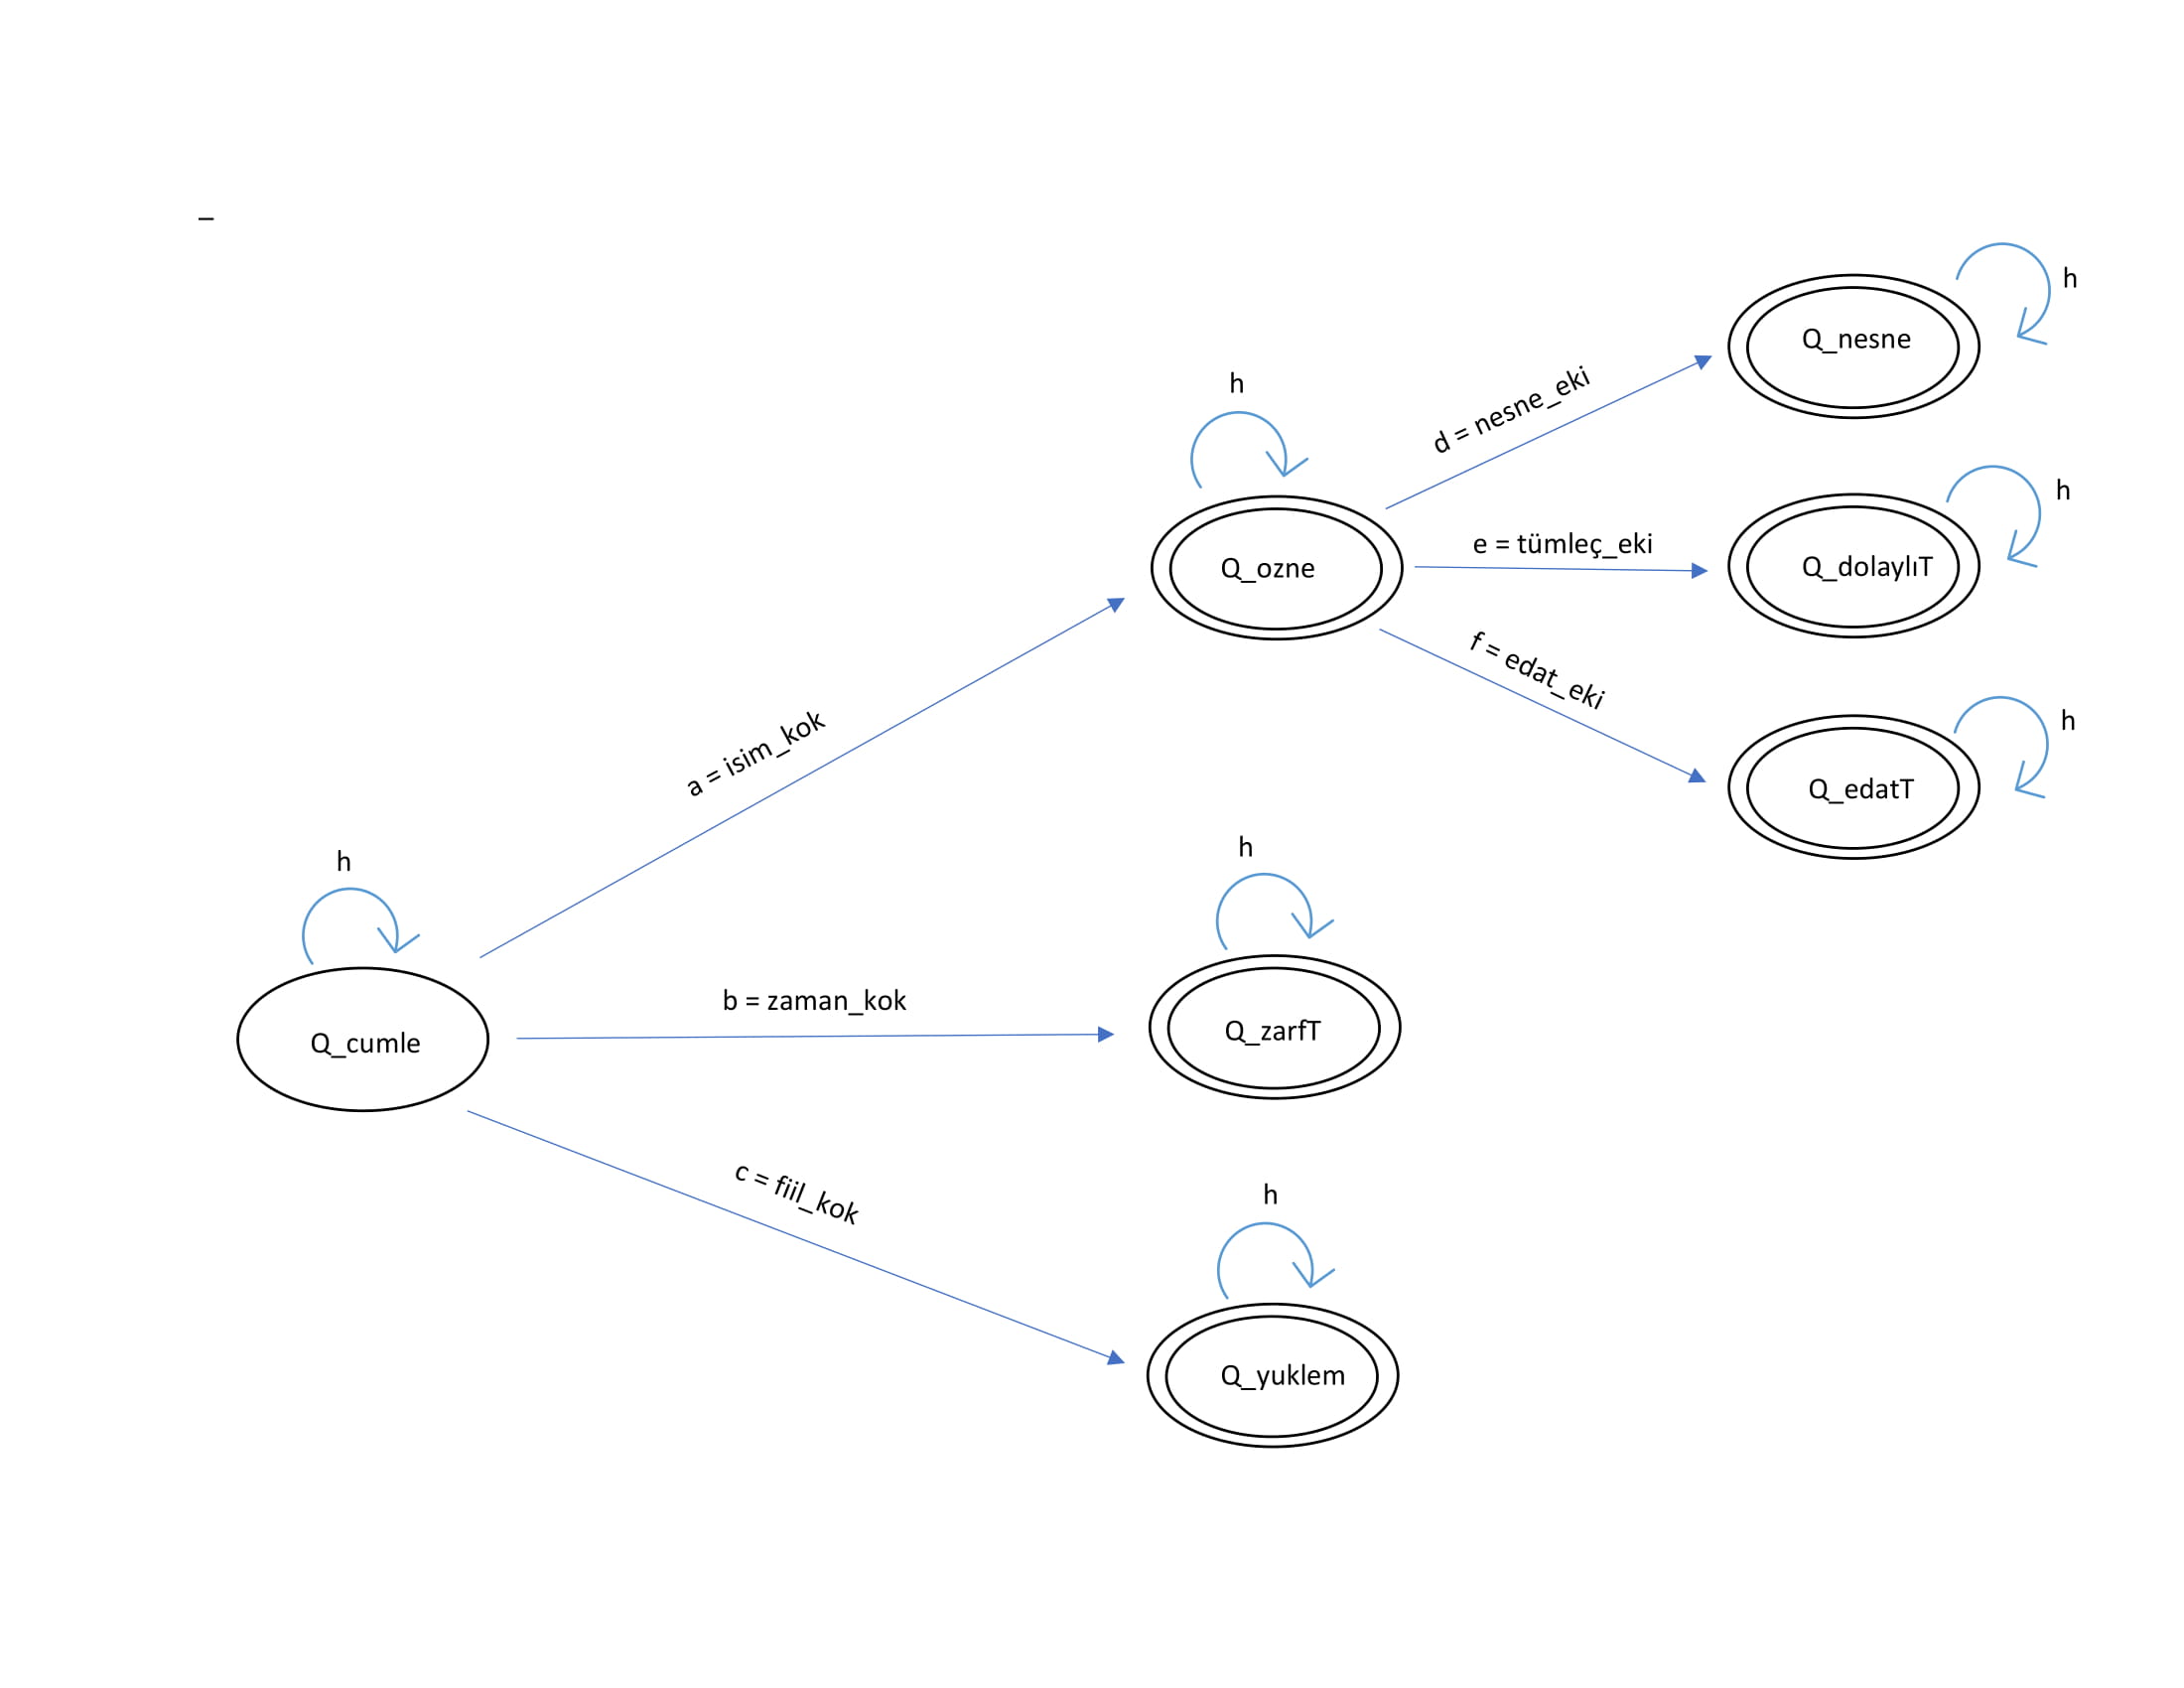 _
h
Q_nesne
h
d = nesne_eki
h
e = tümleç_eki
Q_ozne
Q_dolaylıT
f = edat_eki
h
a = isim_kok
Q_edatT
h
h
b = zaman_kok
Q_zarfT
Q_cumle
c = fiil_kok
h
Q_yuklem